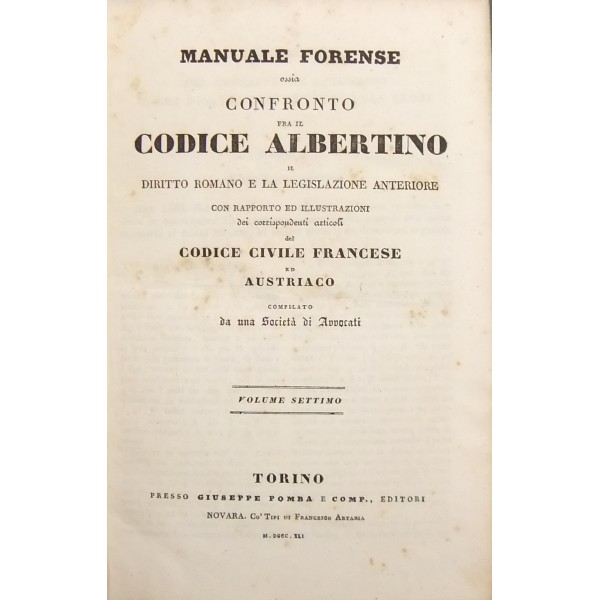 MANUALE FORENSE
ossia
CONFRONTO
FRA IL
CODICE ALBERTINO
IL
DIRITTO ROMANO E LA LEGISLAZIONE ANTERIORE
CON RAPPORTO ED ILLUSTRAZIONI
dei corrispondenti articoli
del
CODICE CIVILE FRANCESE
ED
AUSTRIACO
COMPILATO
da una Società di Avvocati
VOLUME SETTIMO
TORINO
PRESSO GIUSEPPE POMBA E COMP., EDITORI
NOVARA. Co' Tipi di Francesco Artaria
M. DCCC. XLI